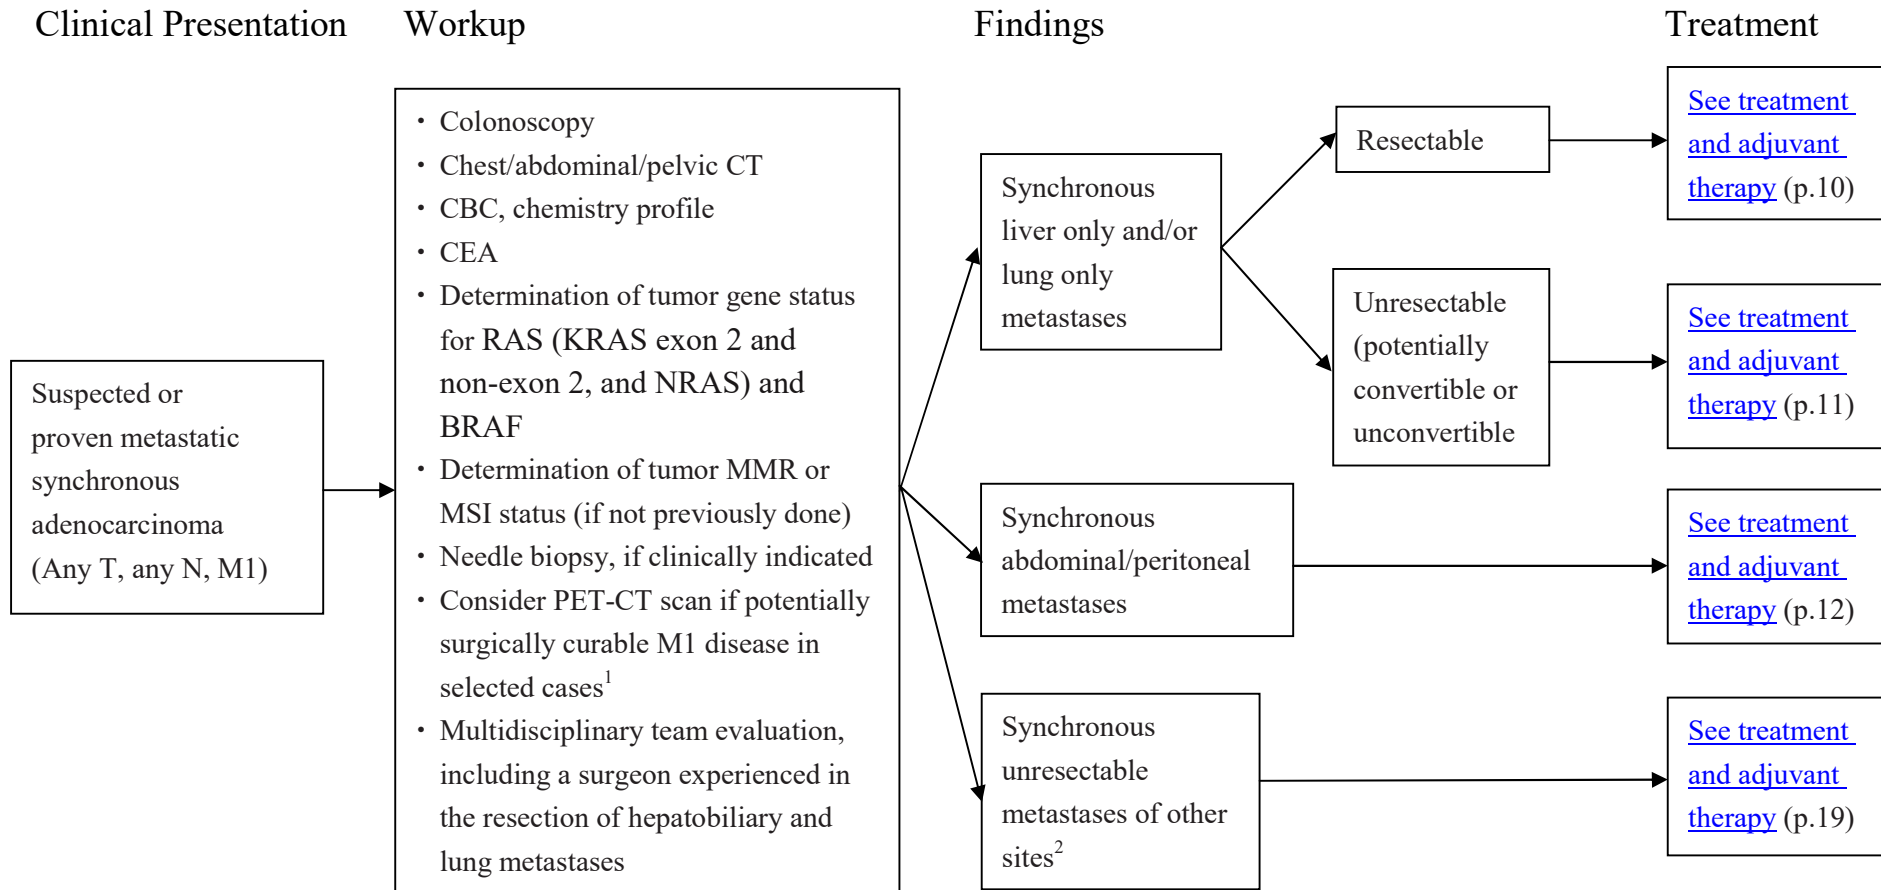 Clinical Presentation
Workup
Findings
Treatment
Suspected or
proven metastatic
synchronous
adenocarcinoma
(Any T, any N, M1)
・Colonoscopy
・Chest/abdominal/pelvic CT
・CBC, chemistry profile
・CEA
・Determination of tumor gene status
for RAS (KRAS exon 2 and
non-exon 2, and NRAS) and
BRAF
・Determination of tumor MMR or
MSI status (if not previously done)
・Needle biopsy, if clinically indicated
・Consider PET-CT scan if potentially
surgically curable M1 disease in
selected cases1
・Multidisciplinary team evaluation,
including a surgeon experienced in
the resection of hepatobiliary and
lung metastases
Synchronous
liver only and/or
lung only
metastases
Resectable
See treatment
and adjuvant
therapy (p.10)
Unresectable
(potentially
convertible or
unconvertible
See treatment
and adjuvant
therapy (p.11)
Synchronous
abdominal/peritoneal
metastases
See treatment
and adjuvant
therapy (p.12)
Synchronous
unresectable
metastases of other
sites2
See treatment
and adjuvant
therapy (p.19)